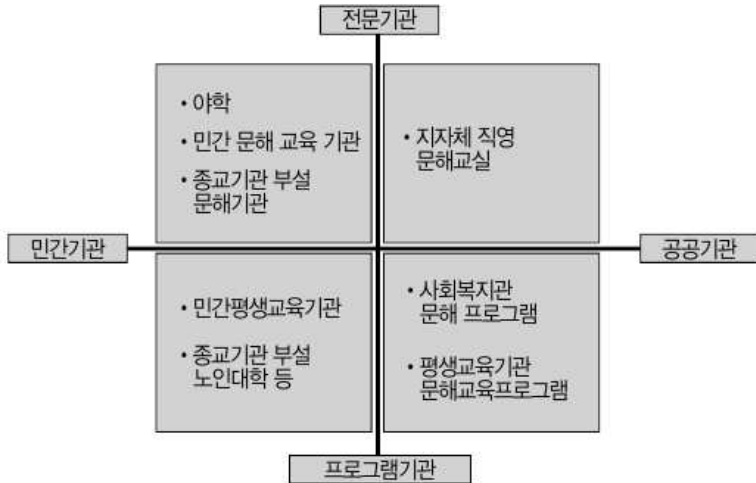 전문기관
• 야학
• 민간 문해 교육 기관
• 종교기관 부설
문해기관
• 지자체 직영
문해교실
민간기관
공공기관
• 민간평생교육기관
• 종교기관 부설
노인대학 등
• 사회복지관
문해 프로그램
• 평생교육기관
문해교육프로그램
프로그램기관